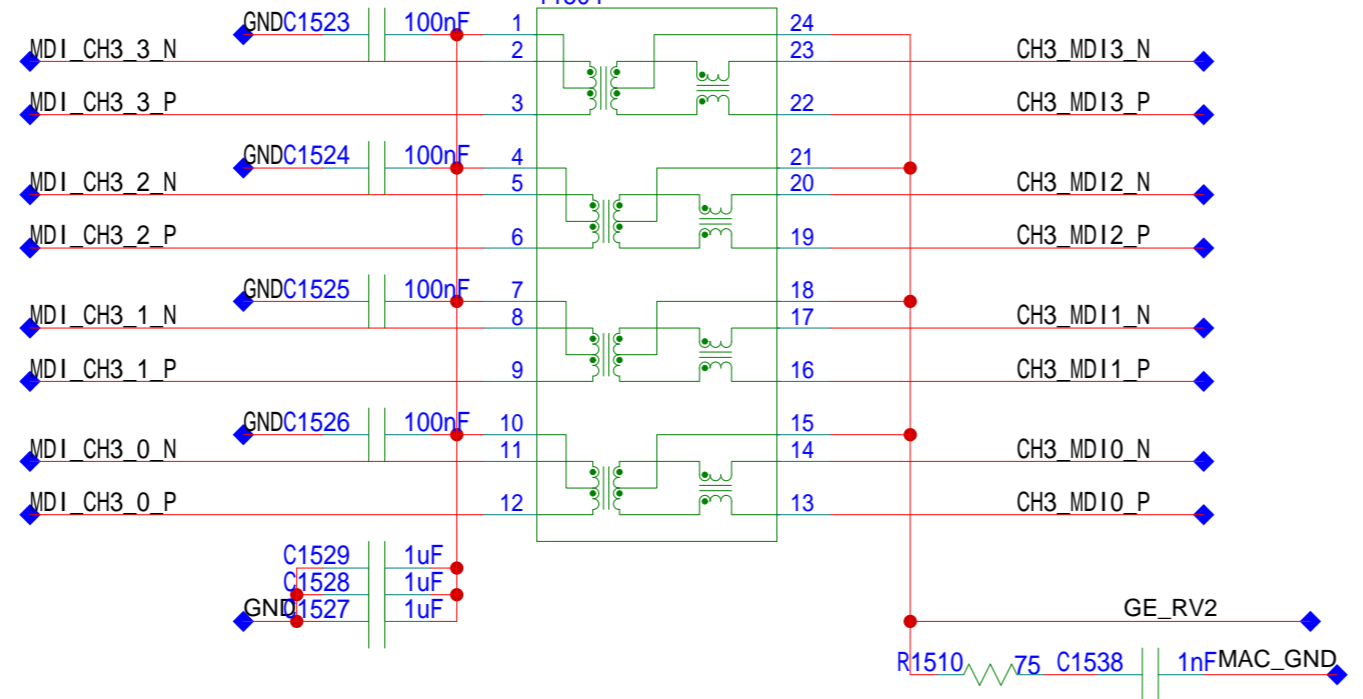 GND C1523 100nF 1 24
MDI_CH3_3_N 2 23 CH3_MDI3_N
MDI_CH3_3_P 3 22 CH3_MDI3_P
GND C1524 100nF 4 21
MDI_CH3_2_N 5 20 CH3_MDI2_N
MDI_CH3_2_P 6 19 CH3_MDI2_P
GND C1525 100nF 7 18
MDI_CH3_1_N 8 17 CH3_MDI1_N
MDI_CH3_1_P 9 16 CH3_MDI1_P
GND C1526 100nF 10 15
MDI_CH3_0_N 11 14 CH3_MDI0_N
MDI_CH3_0_P 12 13 CH3_MDI0_P
C1529 1uF
C1528 1uF
GND C1527 1uF GE_RV2
R1510 75 C1538 1nF MAC_GND